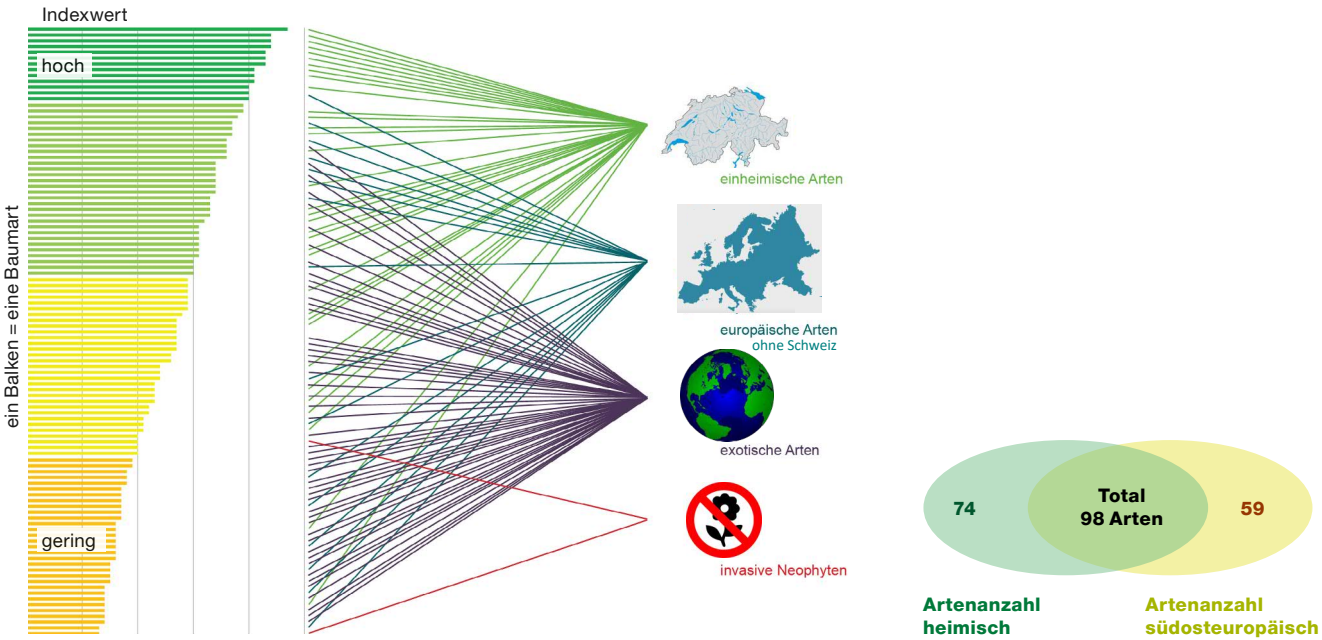 Indexwert
hoch
ein Balken = eine Baumart
gering
einheimische Arten
europäische Arten
ohne Schweiz
exotische Arten
invasive Neophyten
74
Total
98 Arten
59
Artenanzahl
heimisch
Artenanzahl
südosteuropäisch